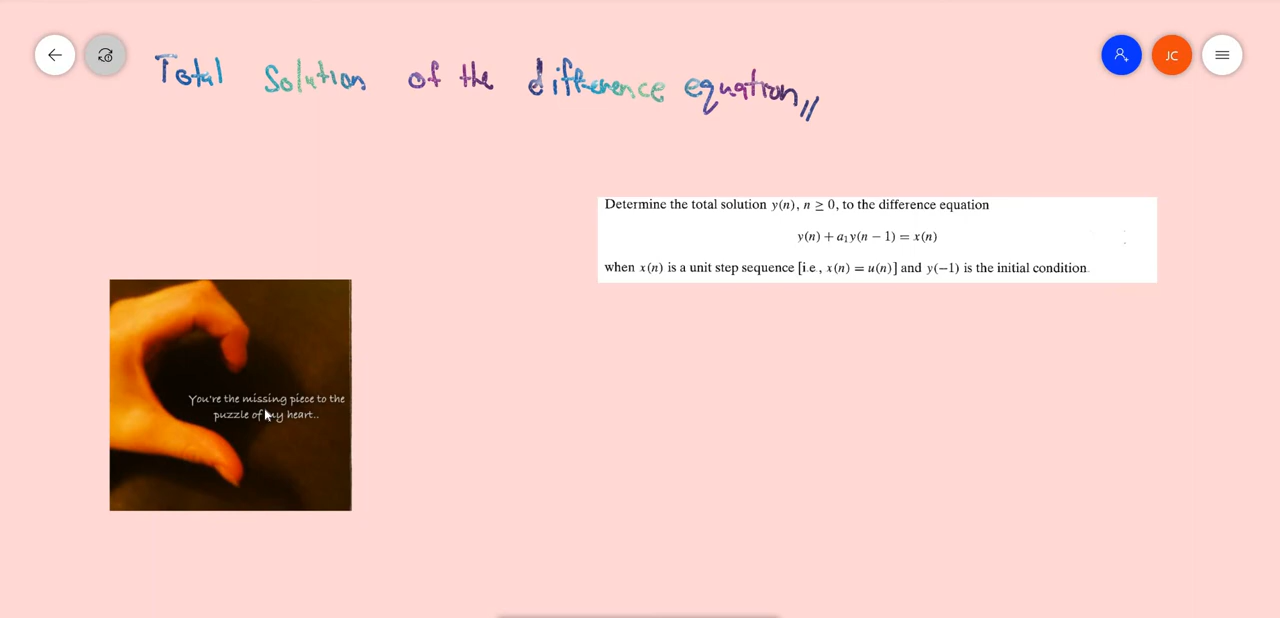 Total Solution of the difference equation//
JC
Determine the total solution y(n), n ≥ 0, to the difference equation
y(n) + a₁y(n − 1) = x(n)
when x(n) is a unit step sequence [i.e, x(n) = u(n)] and y(−1) is the initial condition.
You're the missing piece to the
puzzle of my heart..